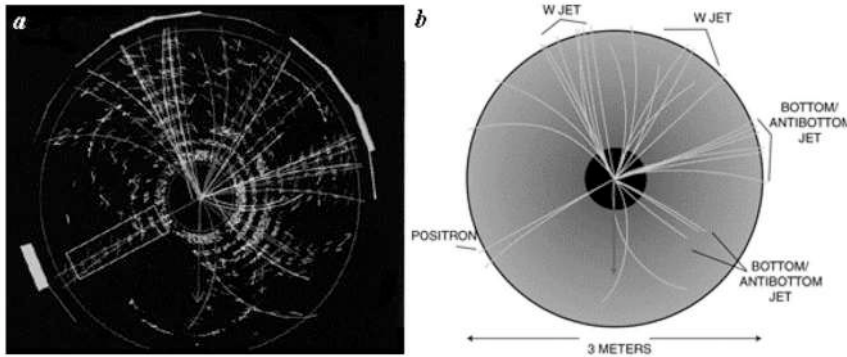 a
b
W JET
W JET
BOTTOM/
ANTIBOTTOM
JET
POSITRON
BOTTOM/
ANTIBOTTOM
JET
3 METERS